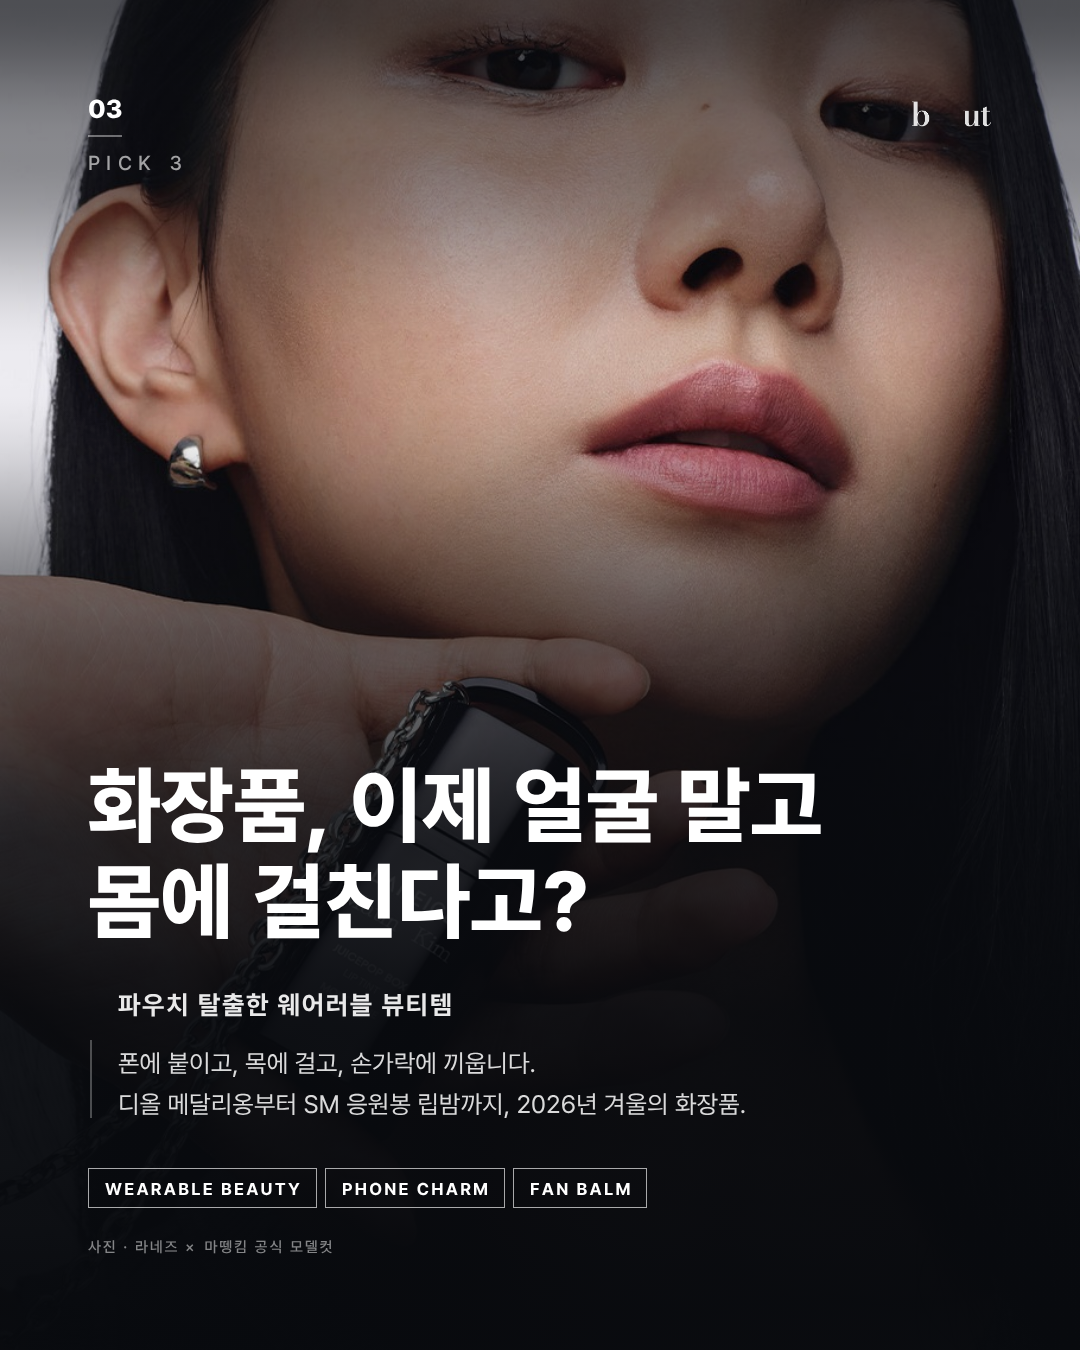 03
PICK 3
b ut
화장품, 이제 얼굴 말고
몸에 걸친다고?
파우치 탈출한 웨어러블 뷰티템
폰에 붙이고, 목에 걸고, 손가락에 끼웁니다.
디올 메달리옹부터 SM 응원봉 립밤까지, 2026년 겨울의 화장품.
WEARABLE BEAUTY
PHONE CHARM
FAN BALM
사진 · 라네즈 × 마뗑킴 공식 모델컷
Kim